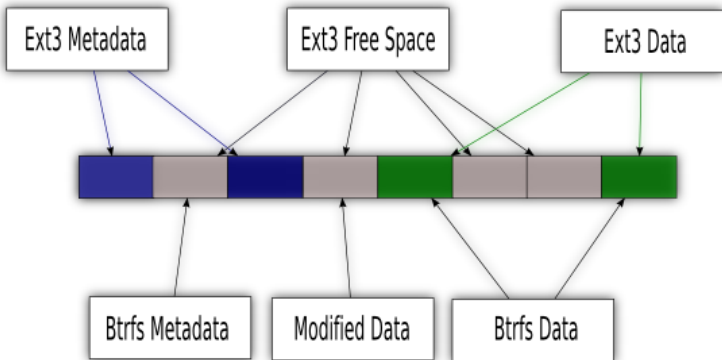 Ext3 Metadata
Ext3 Free Space
Ext3 Data
Btrfs Metadata
Modified Data
Btrfs Data